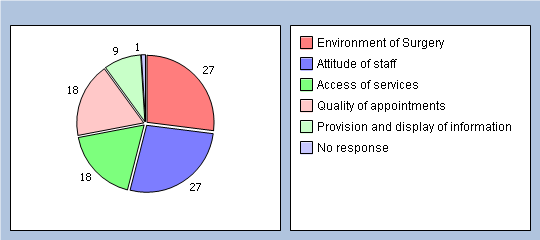 1
9
27
18
18
27
Environment of Surgery
Attitude of staff
Access of services
Quality of appointments
Provision and display of information
No response